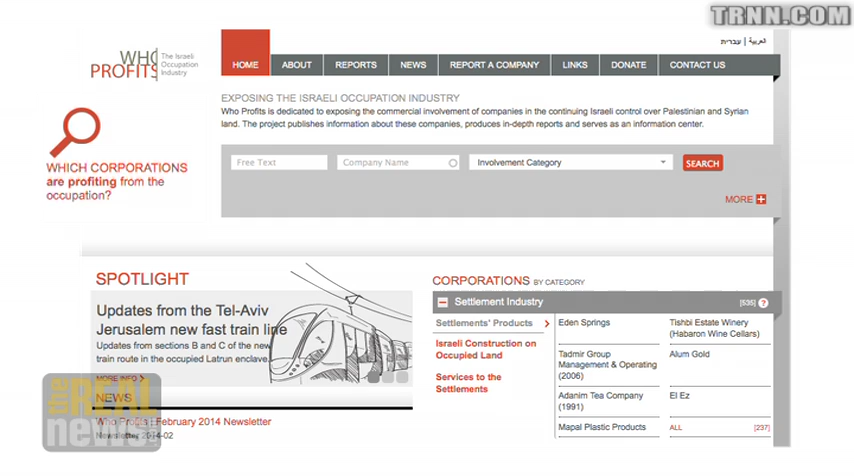 TRNN.COM
العربية | עברית
WHO
PROFITS
The Israeli
Occupation
Industry
HOME
ABOUT
REPORTS
NEWS
REPORT A COMPANY
LINKS
DONATE
CONTACT US
EXPOSING THE ISRAELI OCCUPATION INDUSTRY
Who Profits is dedicated to exposing the commercial involvement of companies in the continuing Israeli control over Palestinian and Syrian
land. The project publishes information about these companies, produces in-depth reports and serves as an information center.
WHICH CORPORATIONS
are profiting from the
occupation?
Free Text
Company Name
Involvement Category
SEARCH
MORE
SPOTLIGHT
Updates from the Tel-Aviv
Jerusalem new fast train line
Updates from sections B and C of the new
train route in the occupied Latrun enclave.
MORE INFO
NEWS
Who Profits | February 2014 Newsletter
Newsletter 2014-02
the REAL
news.com
CORPORATIONS BY CATEGORY
Settlement Industry
[535] ?
Settlements' Products
Israeli Construction on
Occupied Land
Services to the
Settlements
Eden Springs
Tadmir Group
Management & Operating
(2006)
Adanim Tea Company
(1991)
Mapal Plastic Products
Tishbi Estate Winery
(Habaron Wine Cellars)
Alum Gold
El Ez
ALL [237]